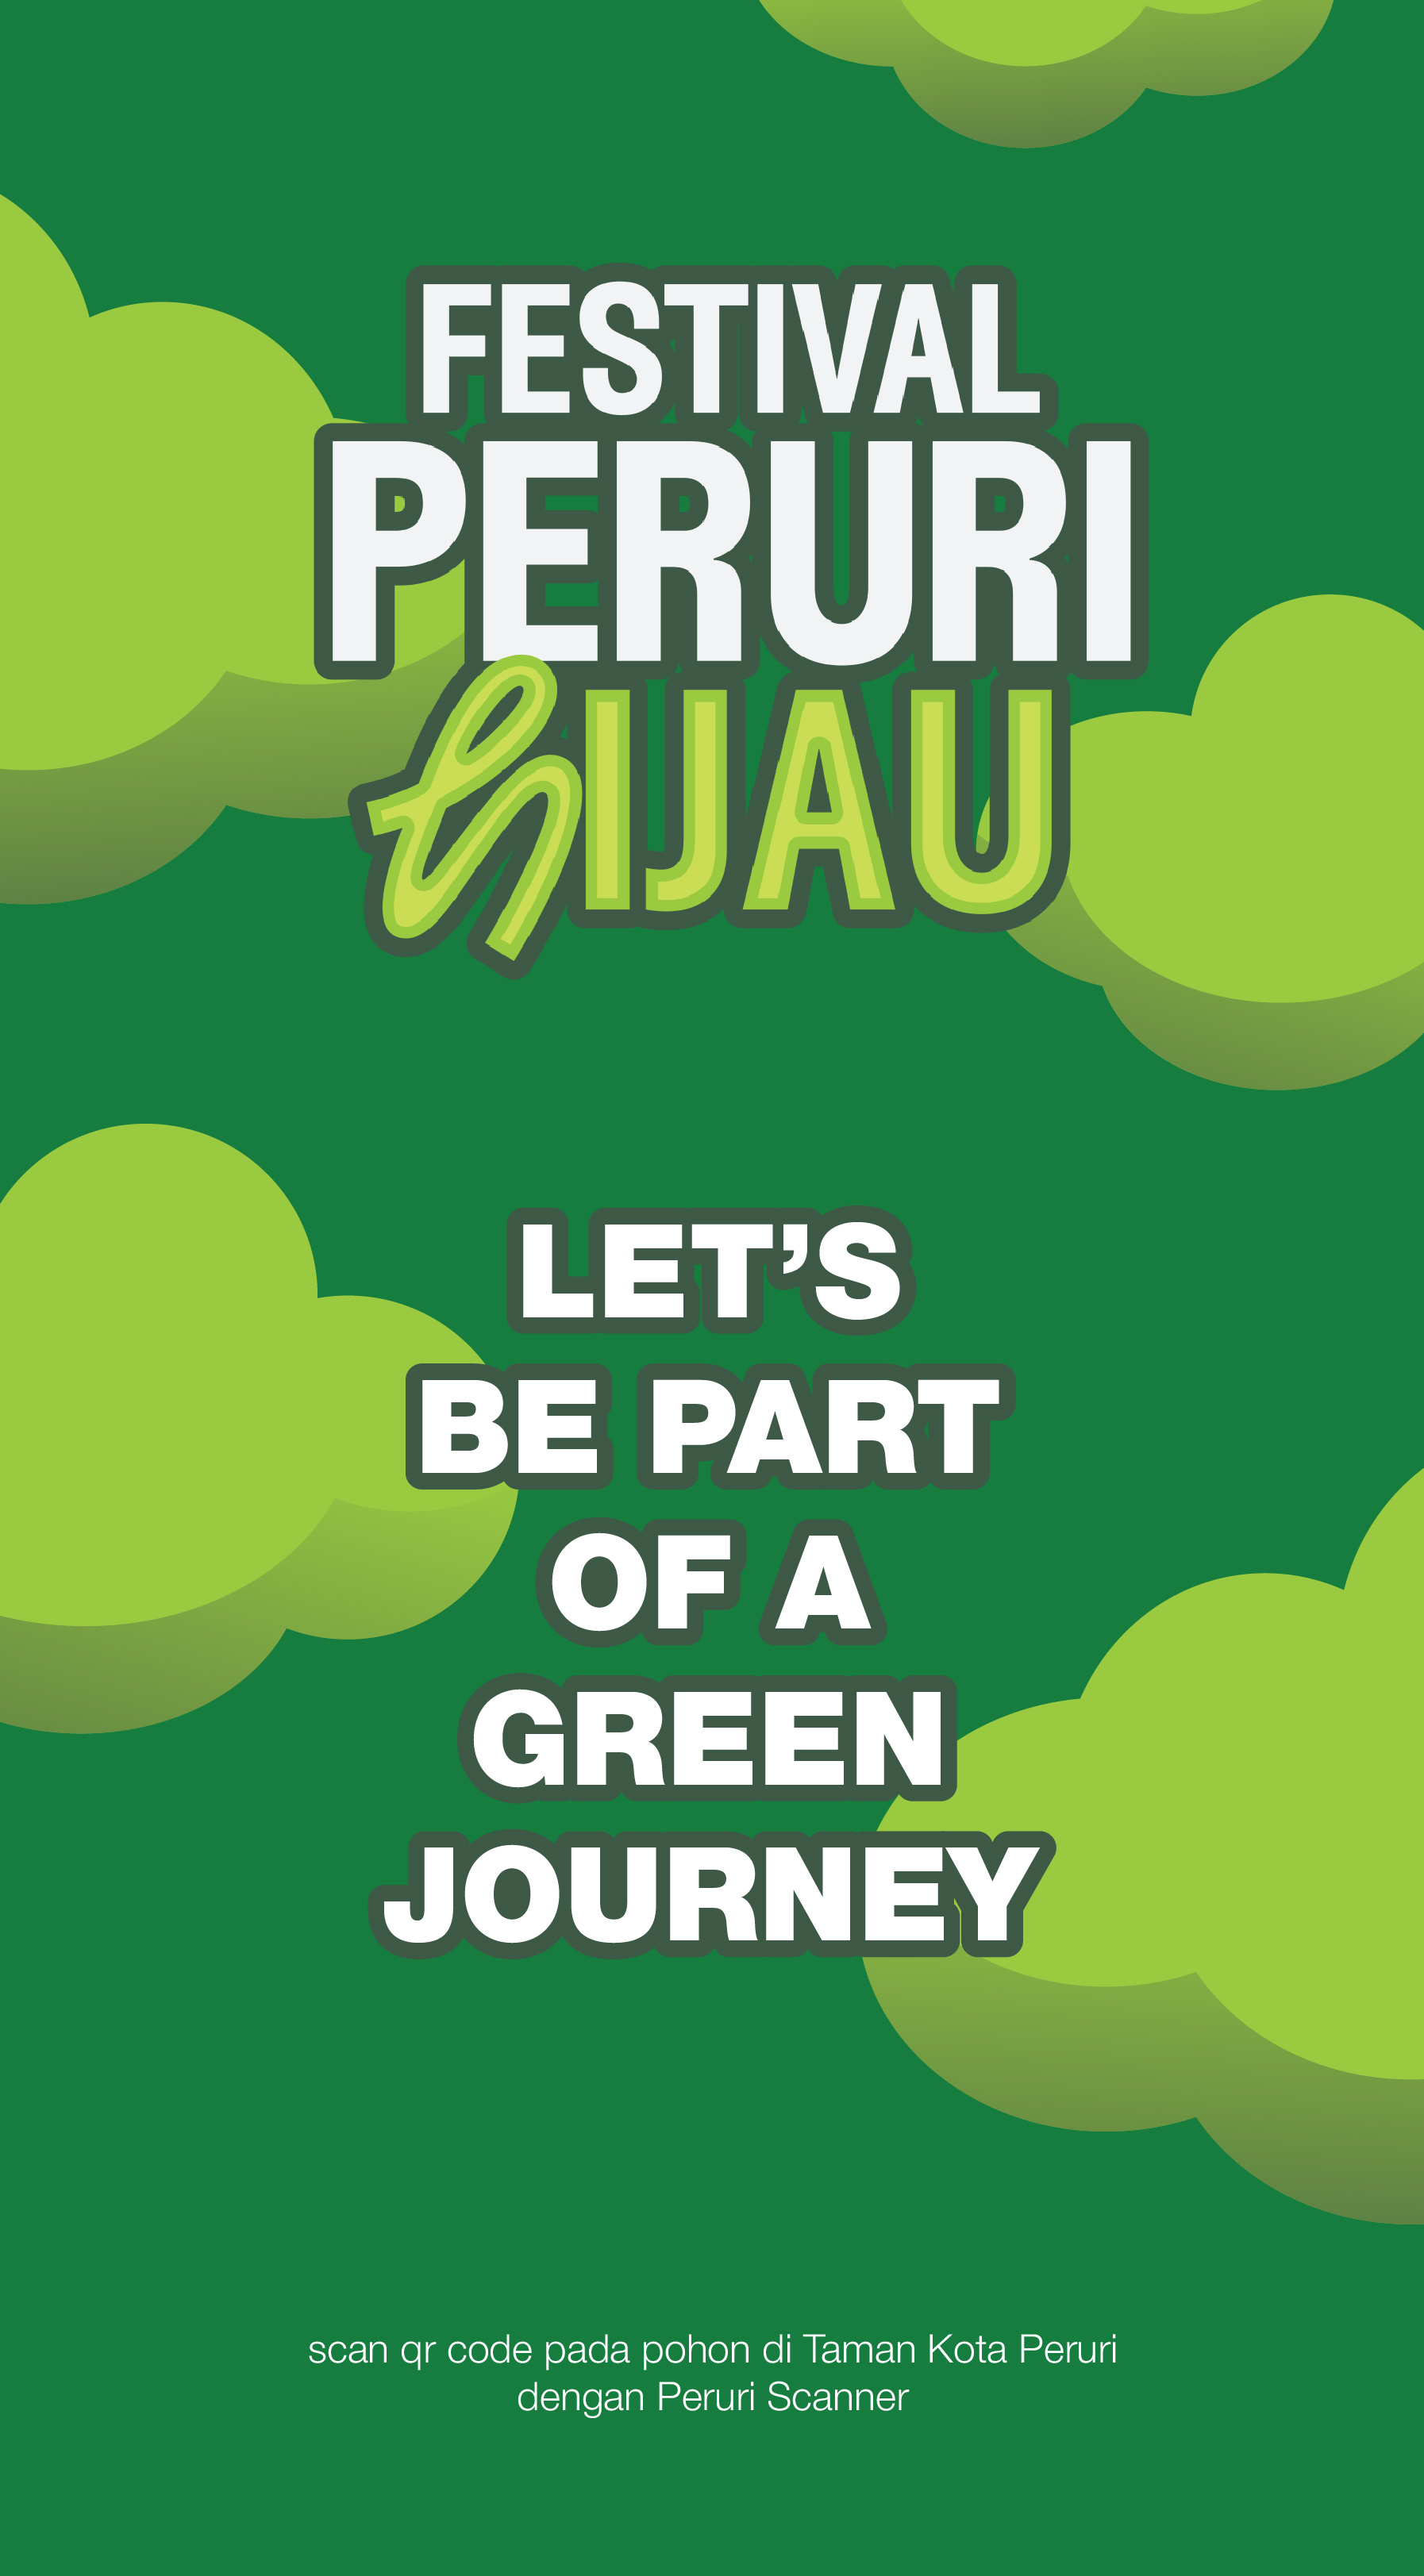 FESTIVAL
PERURI
hIJAU
LET'S
BE PART
OF A
GREEN
JOURNEY
scan qr code pada pohon di Taman Kota Peruri
dengan Peruri Scanner